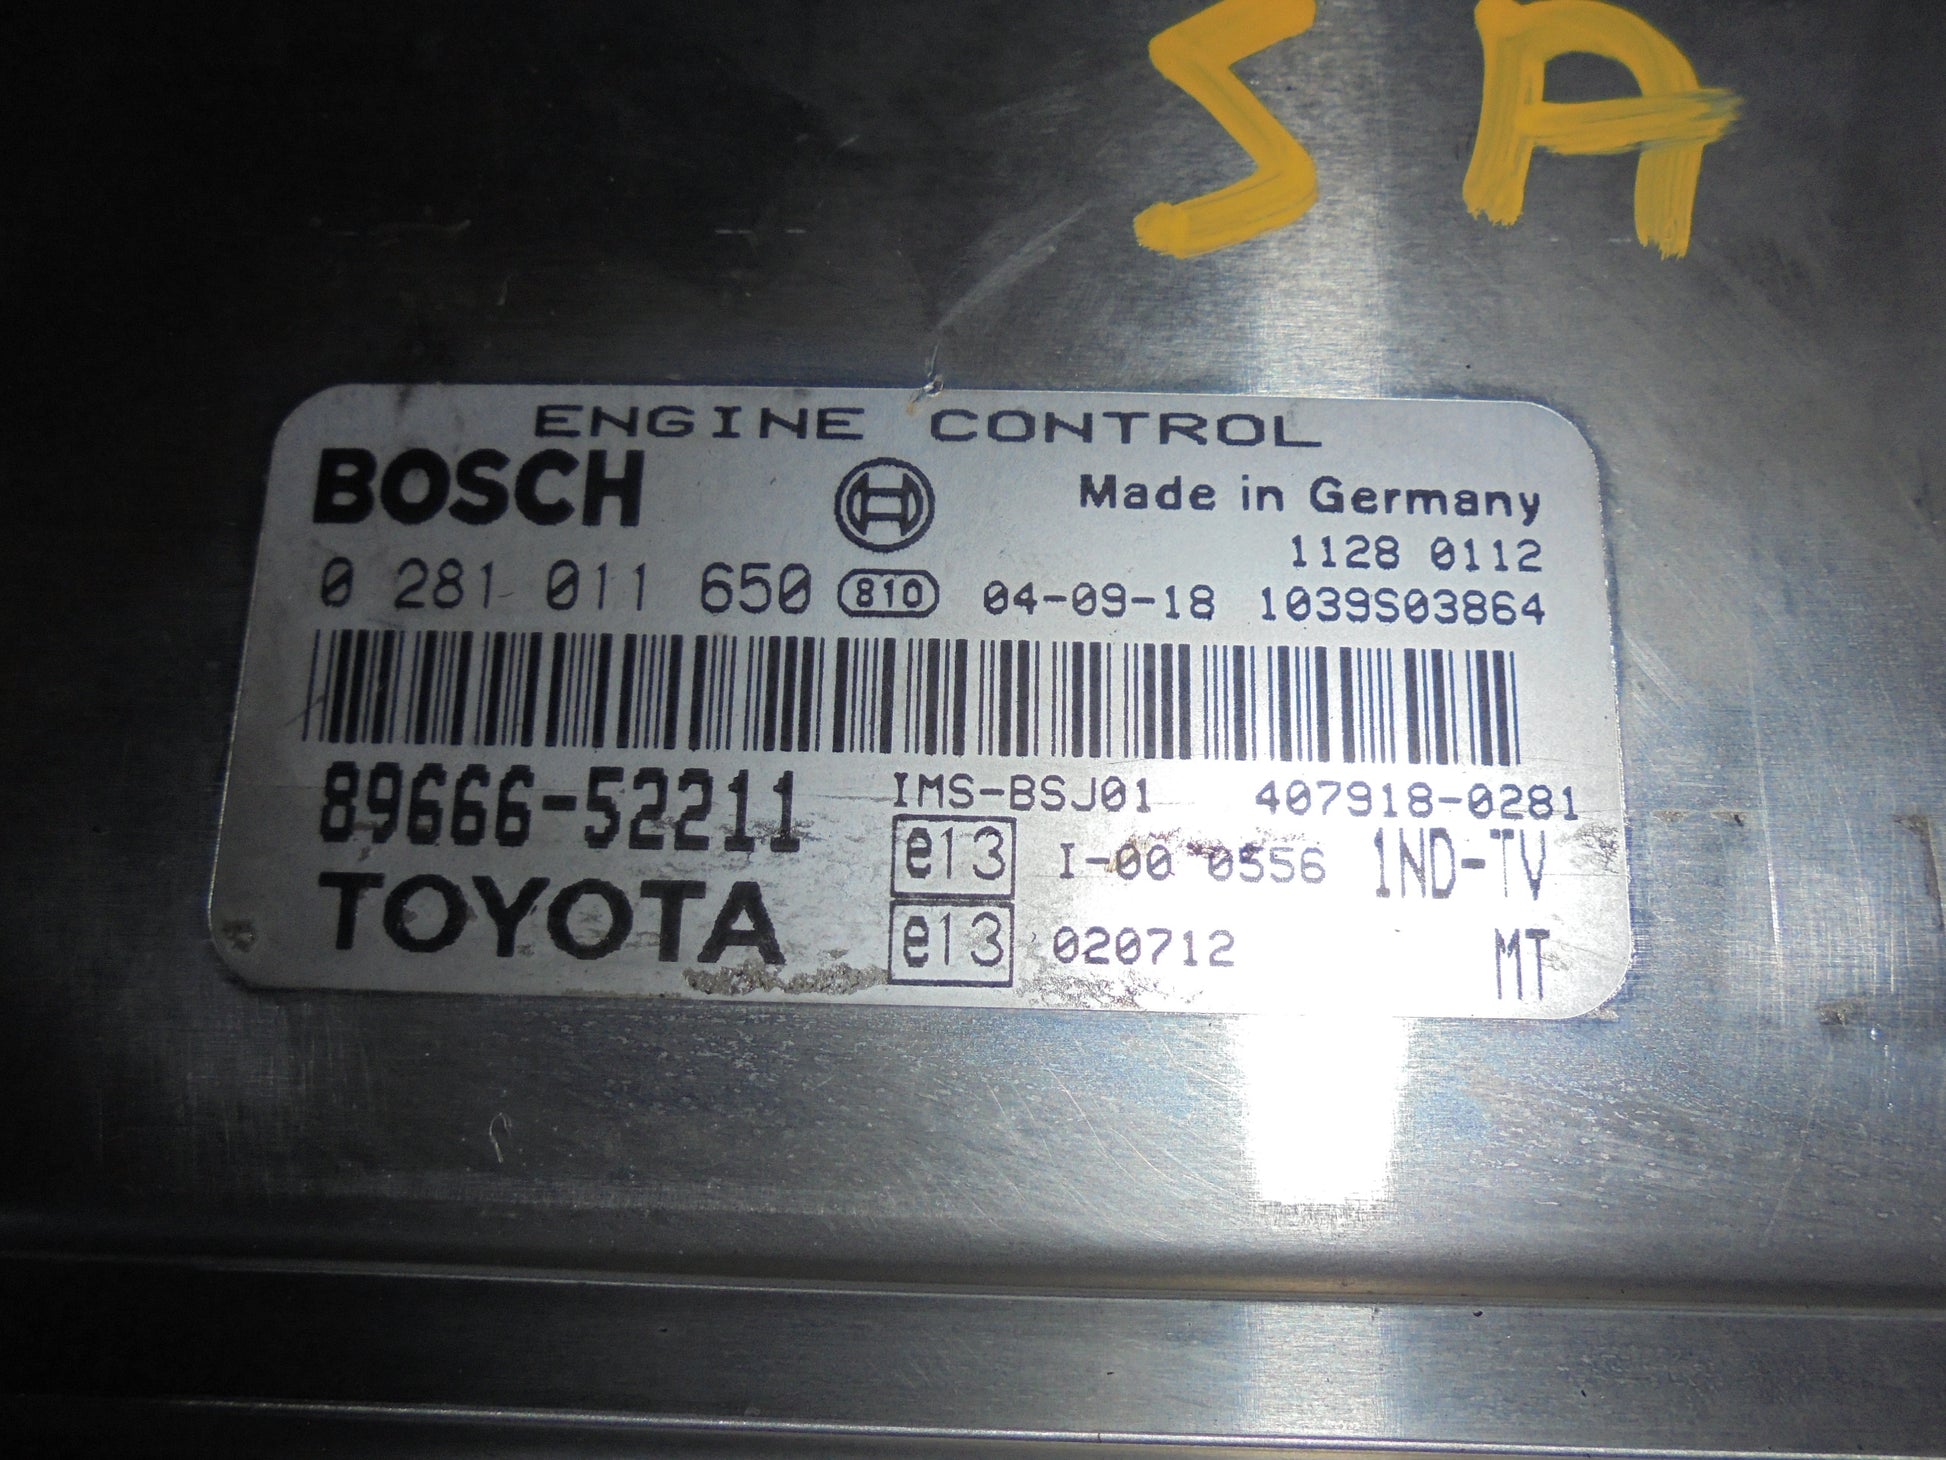 SA
ENGINE CONTROL
BOSCH Made in Germany
1128 0112
0 281 011 650 810 04-09-18 1039S03864
89666-52211 IMS-BSJ01 407918-0281
e13 I-00 0556 1ND-TV
TOYOTA e13 020712 MT